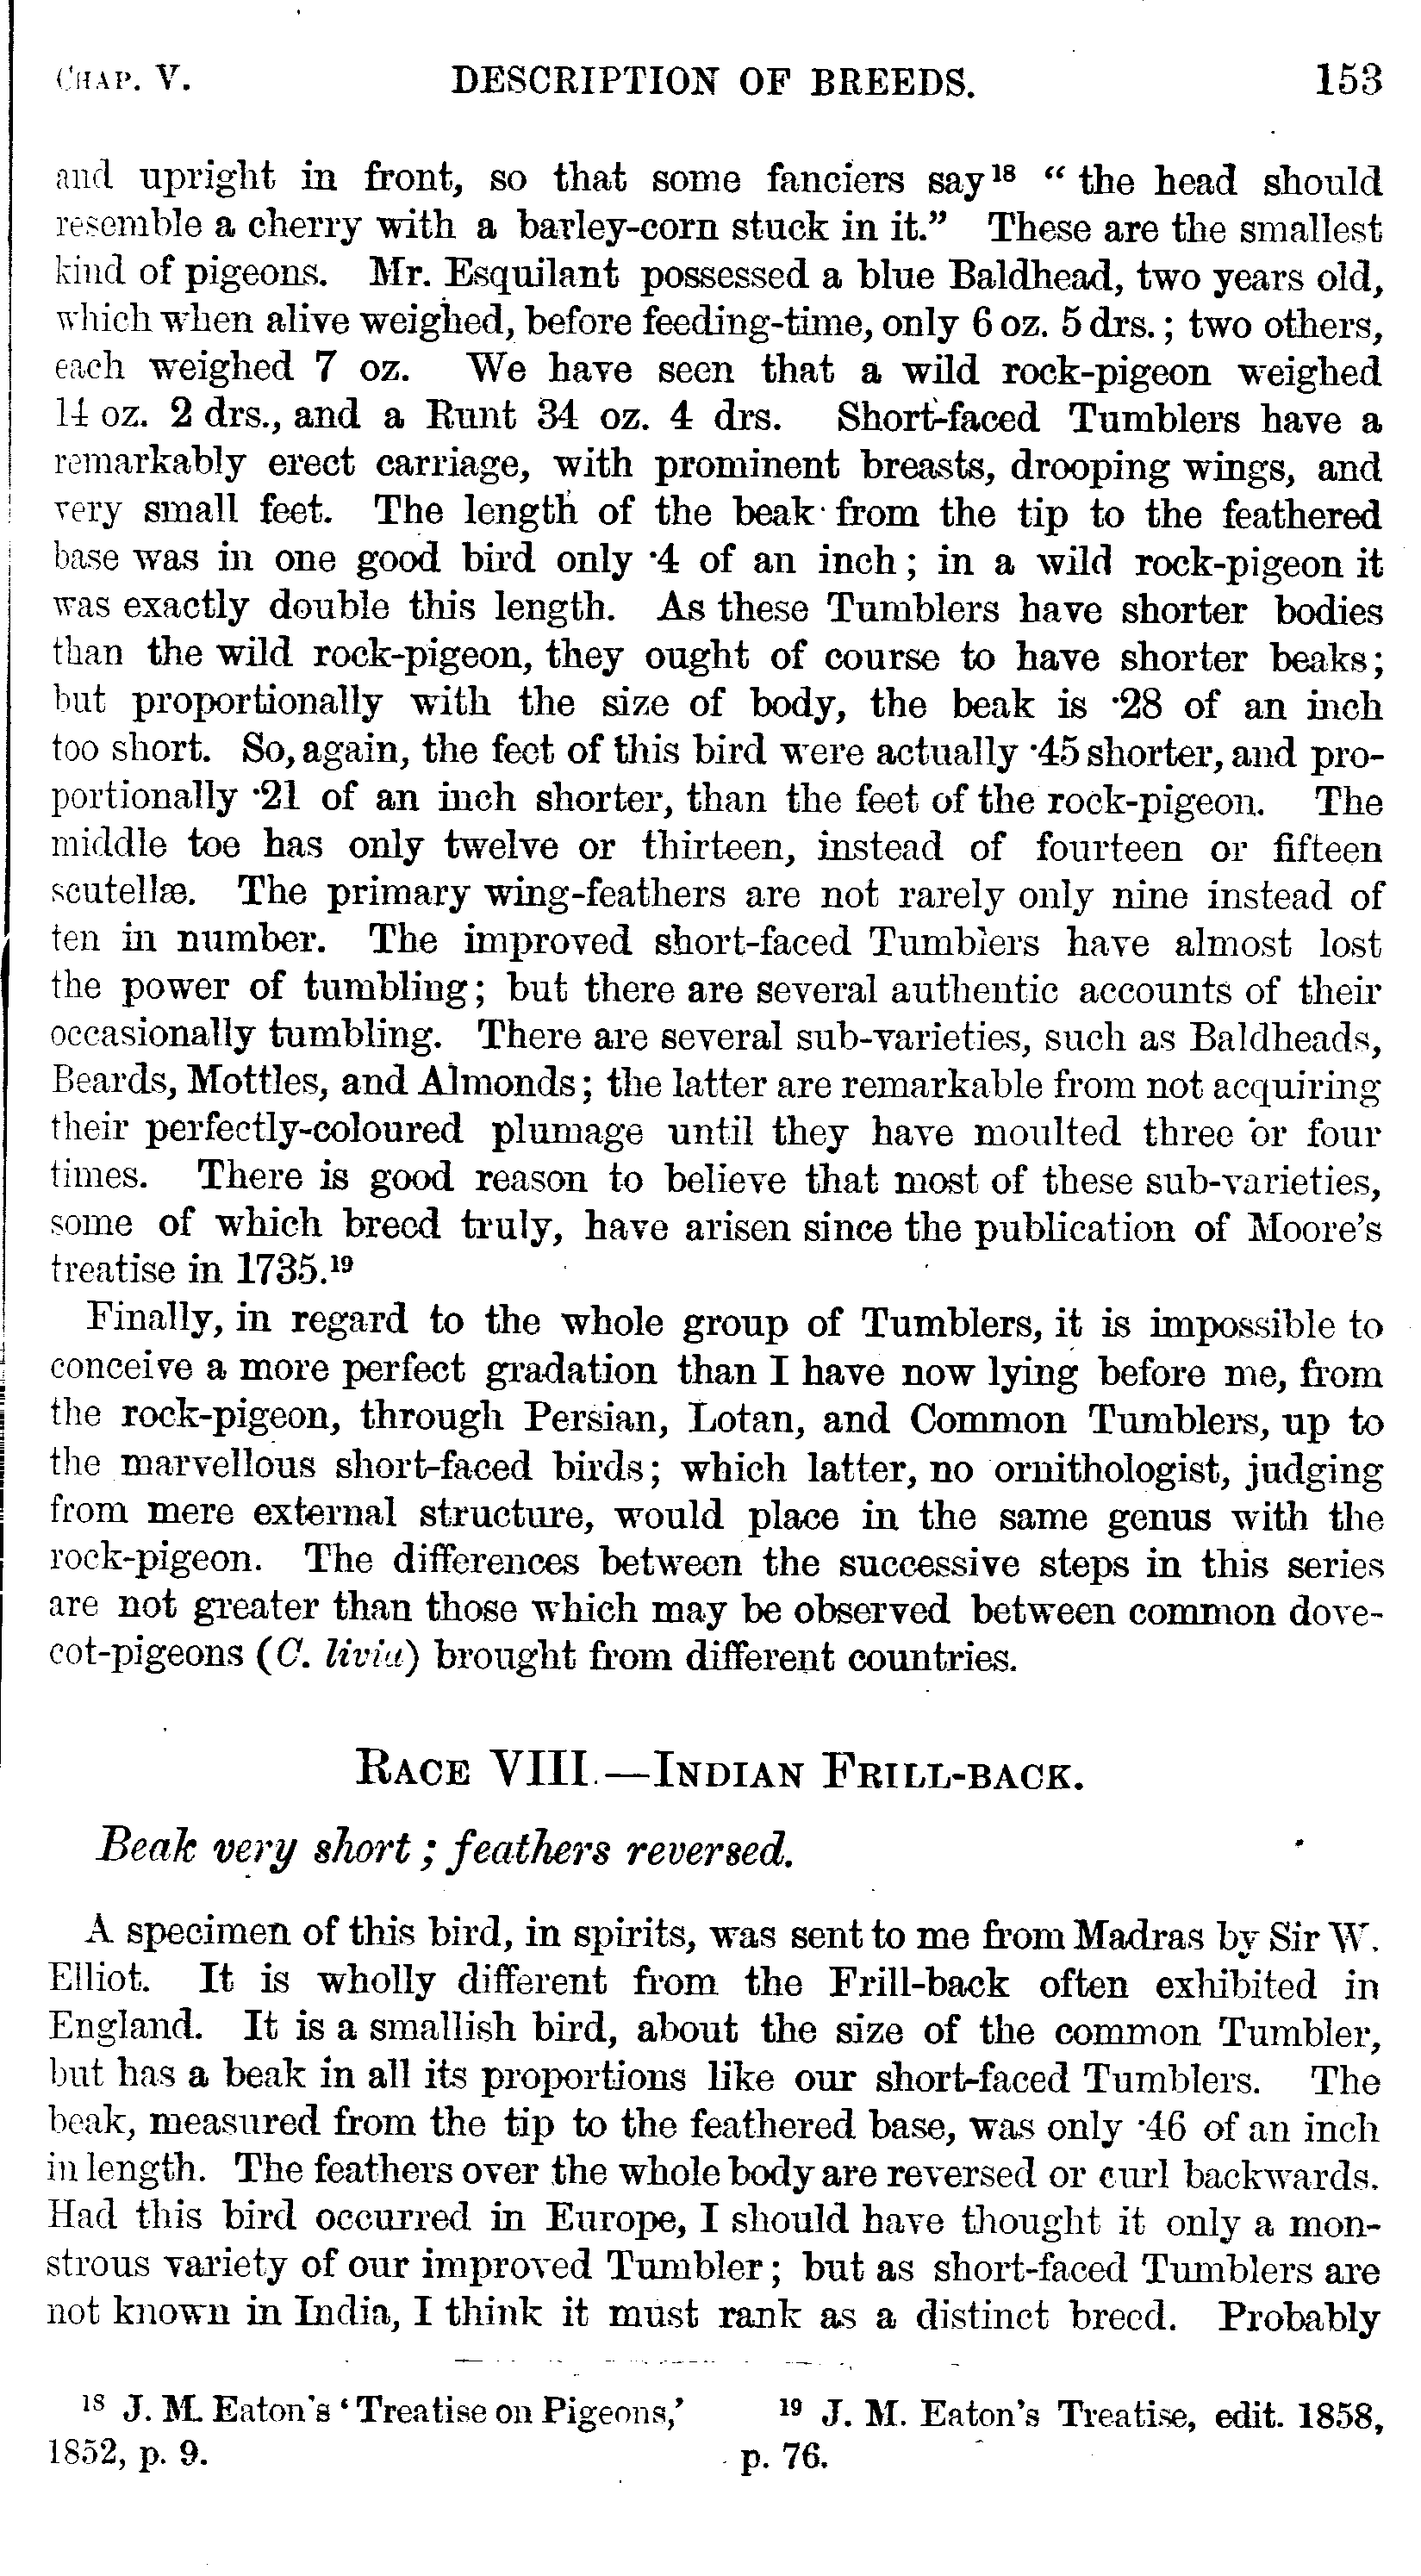 CHAP. V. DESCRIPTION OF BREEDS. 153
and upright in front, so that some fanciers say¹⁸ “the head should
resemble a cherry with a barley-corn stuck in it.” These are the smallest
kind of pigeons. Mr. Esquilant possessed a blue Baldhead, two years old,
which when alive weighed, before feeding-time, only 6 oz. 5 drs.; two others,
each weighed 7 oz. We have seen that a wild rock-pigeon weighed
14 oz. 2 drs., and a Runt 34 oz. 4 drs. Short-faced Tumblers have a
remarkably erect carriage, with prominent breasts, drooping wings, and
very small feet. The length of the beak from the tip to the feathered
base was in one good bird only ·4 of an inch; in a wild rock-pigeon it
was exactly double this length. As these Tumblers have shorter bodies
than the wild rock-pigeon, they ought of course to have shorter beaks;
but proportionally with the size of body, the beak is ·28 of an inch
too short. So, again, the feet of this bird were actually ·45 shorter, and pro-
portionally ·21 of an inch shorter, than the feet of the rock-pigeon. The
middle toe has only twelve or thirteen, instead of fourteen or fifteen
scutellæ. The primary wing-feathers are not rarely only nine instead of
ten in number. The improved short-faced Tumblers have almost lost
the power of tumbling; but there are several authentic accounts of their
occasionally tumbling. There are several sub-varieties, such as Baldheads,
Beards, Mottles, and Almonds; the latter are remarkable from not acquiring
their perfectly-coloured plumage until they have moulted three or four
times. There is good reason to believe that most of these sub-varieties,
some of which breed truly, have arisen since the publication of Moore's
treatise in 1735.¹⁹
Finally, in regard to the whole group of Tumblers, it is impossible to
conceive a more perfect gradation than I have now lying before me, from
the rock-pigeon, through Persian, Lotan, and Common Tumblers, up to
the marvellous short-faced birds; which latter, no ornithologist, judging
from mere external structure, would place in the same genus with the
rock-pigeon. The differences between the successive steps in this series
are not greater than those which may be observed between common dove-
cot-pigeons (C. livia) brought from different countries.
RACE VIII.—INDIAN FRILL-BACK.
Beak very short; feathers reversed.
A specimen of this bird, in spirits, was sent to me from Madras by Sir W.
Elliot. It is wholly different from the Frill-back often exhibited in
England. It is a smallish bird, about the size of the common Tumbler,
but has a beak in all its proportions like our short-faced Tumblers. The
beak, measured from the tip to the feathered base, was only ·46 of an inch
in length. The feathers over the whole body are reversed or curl backwards.
Had this bird occurred in Europe, I should have thought it only a mon-
strous variety of our improved Tumbler; but as short-faced Tumblers are
not known in India, I think it must rank as a distinct breed. Probably
¹⁸ J. M. Eaton's ‘Treatise on Pigeons,’
1852, p. 9.
¹⁹ J. M. Eaton's Treatise, edit. 1858,
p. 76.